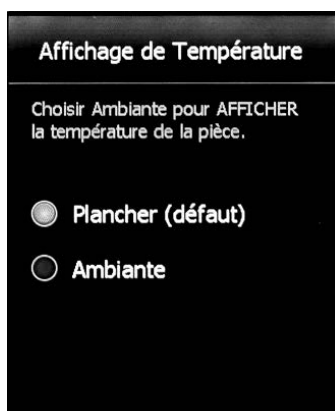 Affichage de Température
Choisir Ambiante pour AFFICHER
la température de la pièce.
Plancher (défaut)
Ambiante